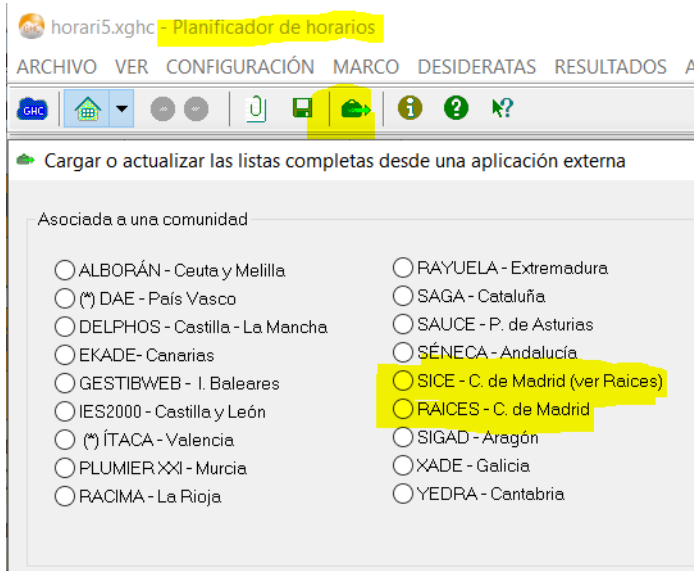 horari5.xghc - Planificador de horarios
ARCHIVO VER CONFIGURACIÓN MARCO DESIDERATAS RESULTADOS A
GHC
Cargar o actualizar las listas completas desde una aplicación externa
Asociada a una comunidad
ALBORÁN - Ceuta y Melilla
(*) DAE - País Vasco
DELPHOS - Castilla - La Mancha
EKADE- Canarias
GESTIBWEB - I. Baleares
IES2000 - Castilla y León
(*) ÍTACA - Valencia
PLUMIER XXI - Murcia
RACIMA - La Rioja
RAYUELA - Extremadura
SAGA - Cataluña
SAUCE - P. de Asturias
SÉNECA - Andalucía
SICE - C. de Madrid (ver Raices)
RAICES - C. de Madrid
SIGAD - Aragón
XADE - Galicia
YEDRA - Cantabria